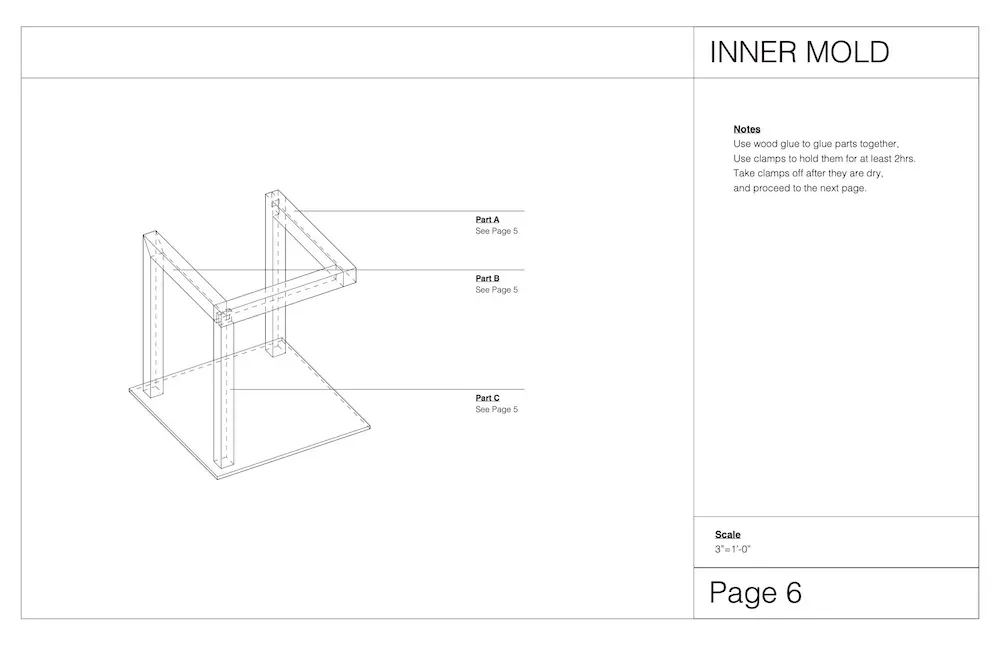 INNER MOLD
Notes
Use wood glue to glue parts together,
Use clamps to hold them for at least 2hrs.
Take clamps off after they are dry,
and proceed to the next page.
Part A
See Page 5
Part B
See Page 5
Part C
See Page 5
Scale
3"=1'-0"
Page 6